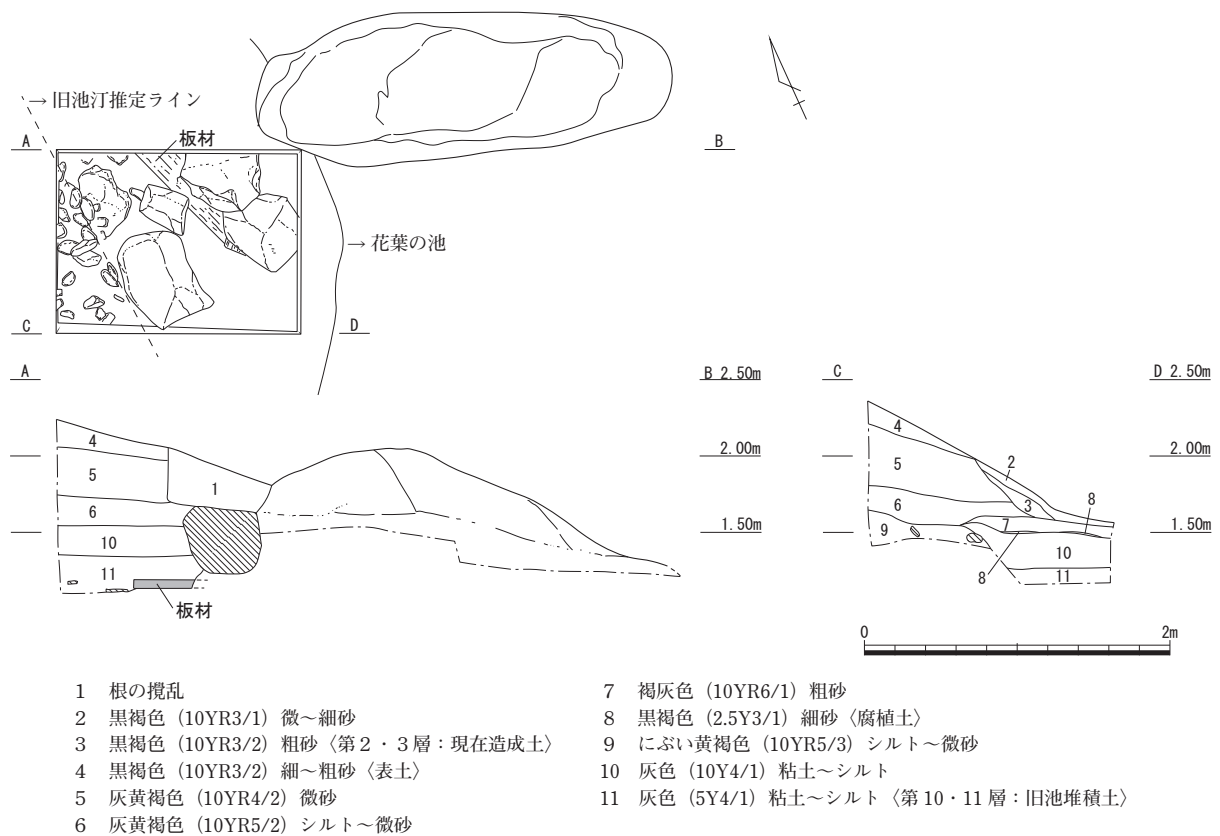 → 旧池汀推定ライン
板材
A
B
→ 花葉の池
C
D
A
B 2.50m
C
D 2.50m
4
2.00m
4
2.00m
5
1
5
2
6
1.50m
6
3
8
1.50m
9
7
10
10
11
8
11
板材
0
2m
1 根の攪乱
2 黒褐色（10YR3/1）微～細砂
3 黒褐色（10YR3/2）粗砂〈第２・３層：現在造成土〉
4 黒褐色（10YR3/2）細～粗砂〈表土〉
5 灰黄褐色（10YR4/2）微砂
6 灰黄褐色（10YR5/2）シルト～微砂
7 褐灰色（10YR6/1）粗砂
8 黒褐色（2.5Y3/1）細砂〈腐植土〉
9 にぶい黄褐色（10YR5/3）シルト～微砂
10 灰色（10Y4/1）粘土～シルト
11 灰色（5Y4/1）粘土～シルト〈第10・11層：旧池堆積土〉